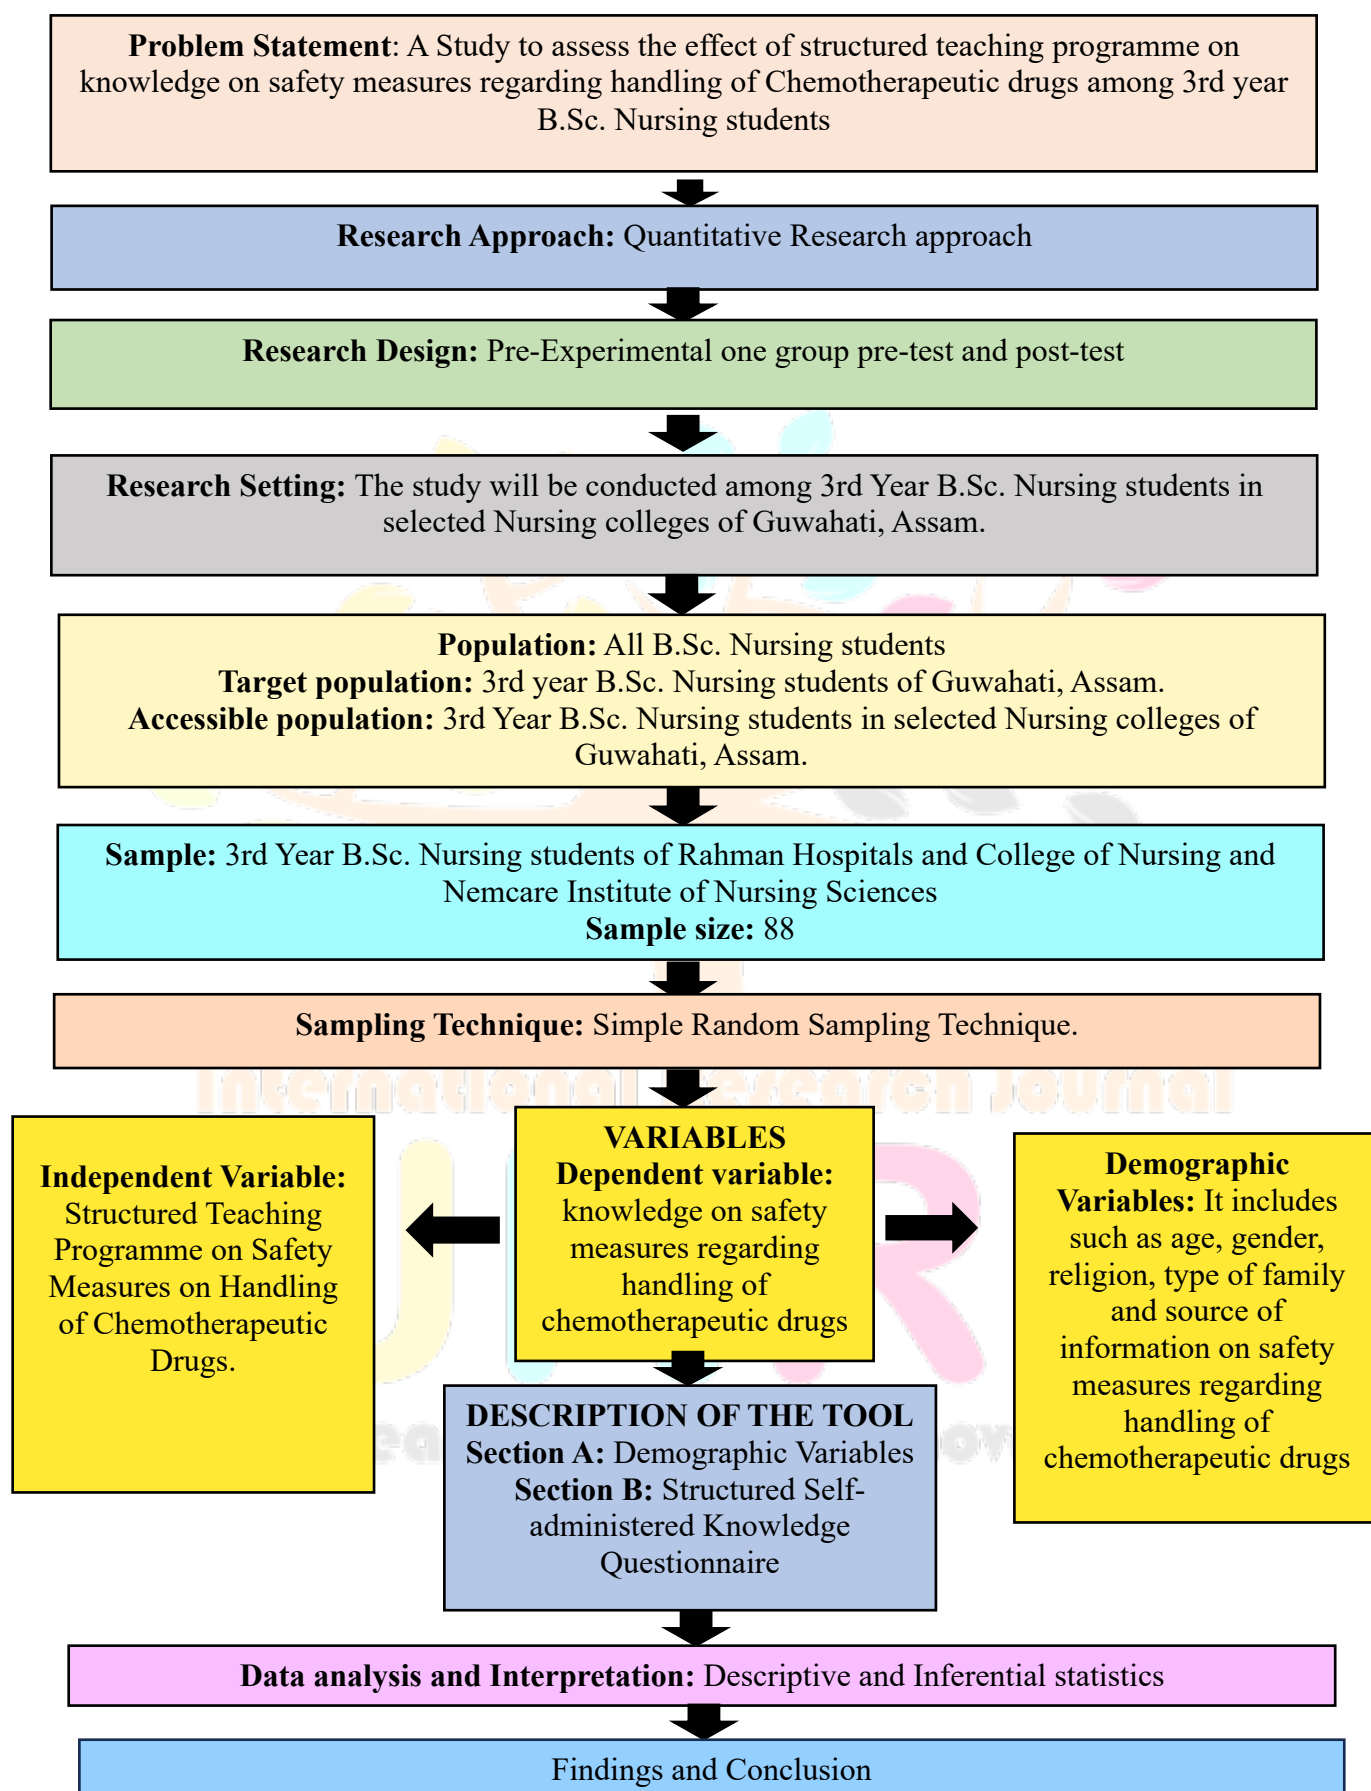 Problem Statement: A Study to assess the effect of structured teaching programme on
knowledge on safety measures regarding handling of Chemotherapeutic drugs among 3rd year
B.Sc. Nursing students
Research Approach: Quantitative Research approach
Research Design: Pre-Experimental one group pre-test and post-test
Research Setting: The study will be conducted among 3rd Year B.Sc. Nursing students in
selected Nursing colleges of Guwahati, Assam.
Population: All B.Sc. Nursing students
Target population: 3rd year B.Sc. Nursing students of Guwahati, Assam.
Accessible population: 3rd Year B.Sc. Nursing students in selected Nursing colleges of
Guwahati, Assam.
Sample: 3rd Year B.Sc. Nursing students of Rahman Hospitals and College of Nursing and
Nemcare Institute of Nursing Sciences
Sample size: 88
Sampling Technique: Simple Random Sampling Technique.
International Research Journal
Independent Variable:
Structured Teaching
Programme on Safety
Measures on Handling
of Chemotherapeutic
Drugs.
VARIABLES
Dependent variable:
knowledge on safety
measures regarding
handling of
chemotherapeutic drugs
Demographic
Variables: It includes
such as age, gender,
religion, type of family
and source of
information on safety
measures regarding
handling of
chemotherapeutic drugs
DESCRIPTION OF THE TOOL
Section A: Demographic Variables
Section B: Structured Self-
administered Knowledge
Questionnaire
Data analysis and Interpretation: Descriptive and Inferential statistics
Findings and Conclusion